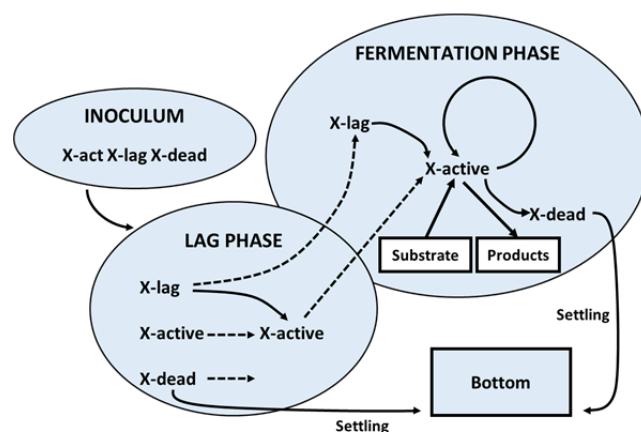 FERMENTATION PHASE
INOCULUM
X-act X-lag X-dead
X-lag
X-active
X-dead
Substrate
Products
LAG PHASE
X-lag
X-active
X-active
X-dead
Settling
Bottom
Settling